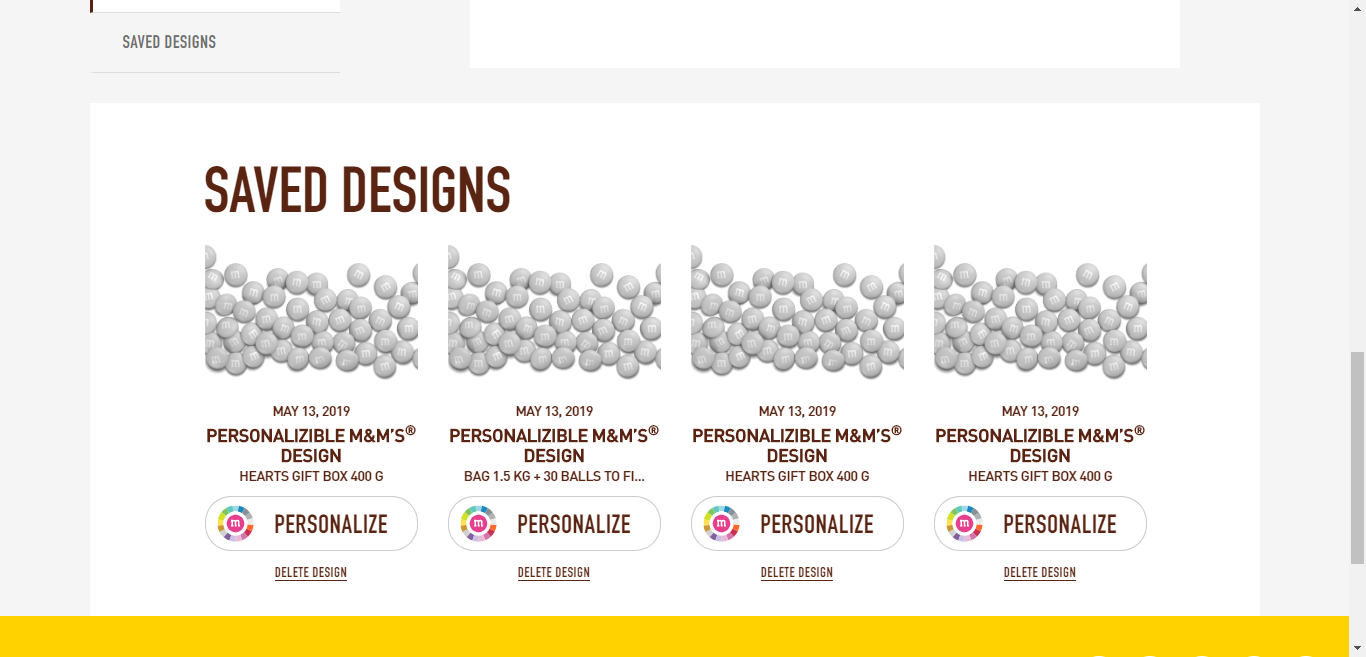 SAVED DESIGNS
SAVED DESIGNS
MAY 13, 2019
PERSONALIZIBLE M&M'S®
DESIGN
HEARTS GIFT BOX 400 G
m PERSONALIZE
DELETE DESIGN
MAY 13, 2019
PERSONALIZIBLE M&M'S®
DESIGN
BAG 1.5 KG + 30 BALLS TO FI...
m PERSONALIZE
DELETE DESIGN
MAY 13, 2019
PERSONALIZIBLE M&M'S®
DESIGN
HEARTS GIFT BOX 400 G
m PERSONALIZE
DELETE DESIGN
MAY 13, 2019
PERSONALIZIBLE M&M'S®
DESIGN
HEARTS GIFT BOX 400 G
m PERSONALIZE
DELETE DESIGN